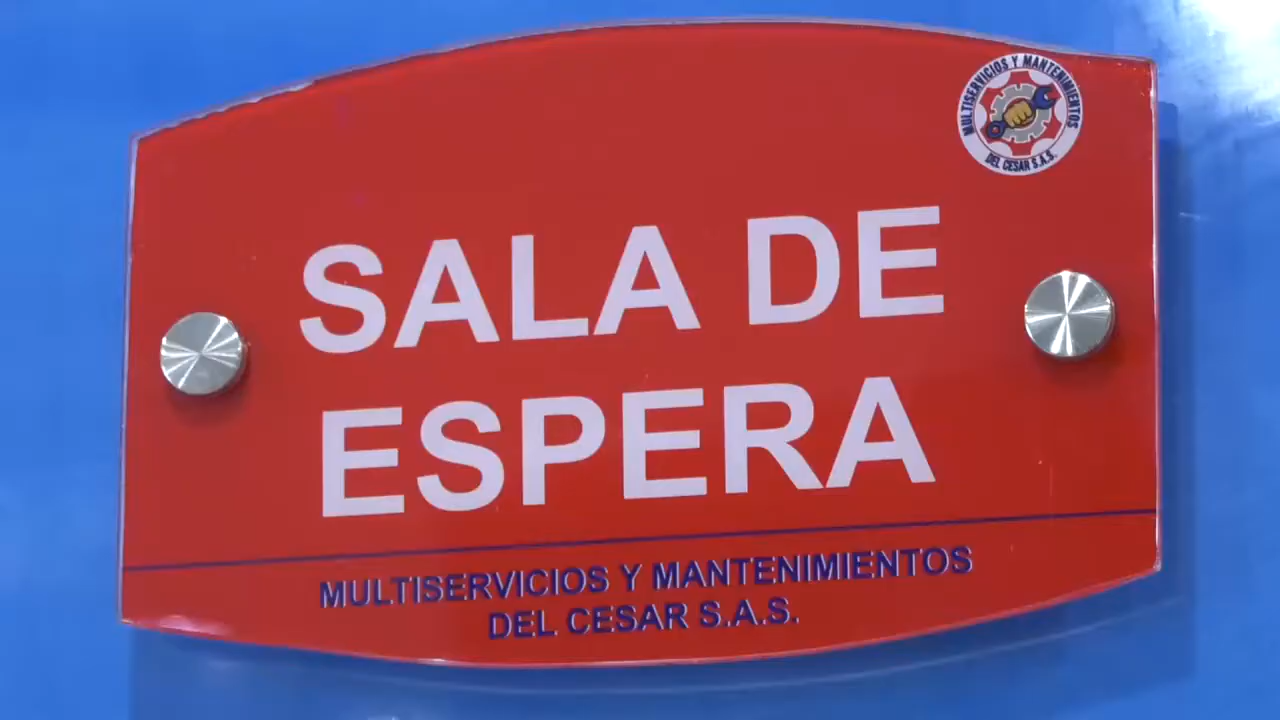 MULTISERVICIOS Y MANTENIMIENTOS
DEL CESAR S.A.S.
SALA DE
ESPERA
MULTISERVICIOS Y MANTENIMIENTOS
DEL CESAR S.A.S.